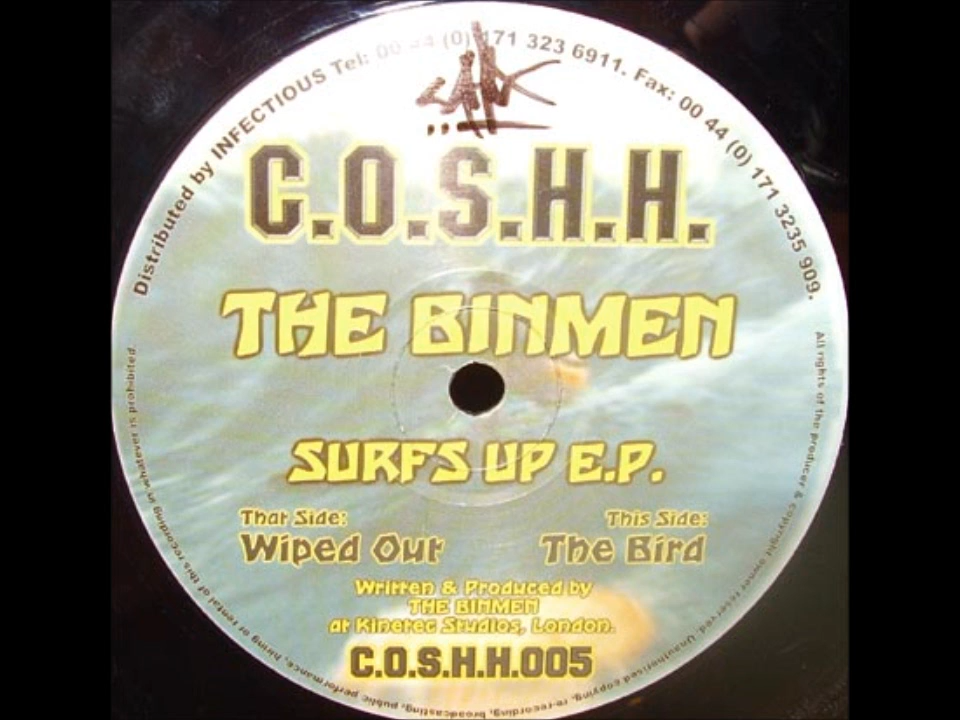 Distributed by INFECTIOUS Tel: 00 44 (0) 171 323 6911. Fax: 00 44 (0) 171 3235 909.
C.O.S.H.H.
THE BINMEN
SURFS UP E.P.
That Side: This Side:
Wiped Out The Bird
Written & Produced by
THE BINMEN
at Kinetec Studios, London.
C.O.S.H.H.005
All rights of the producer & copyright owner reserved. Unauthorised copying, re-recording, broadcasting, public performance, hiring or rental of this recording in whatever is prohibited.